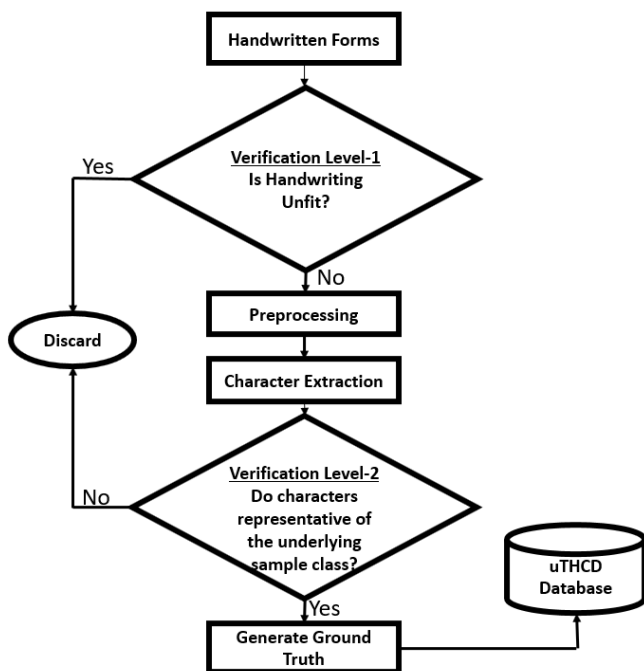 Handwritten Forms
Yes
Verification Level-1
Is Handwriting
Unfit?
No
Preprocessing
Discard
Character Extraction
No
Verification Level-2
Do characters
representative of
the underlying
sample class?
uTHCD
Database
Yes
Generate Ground
Truth